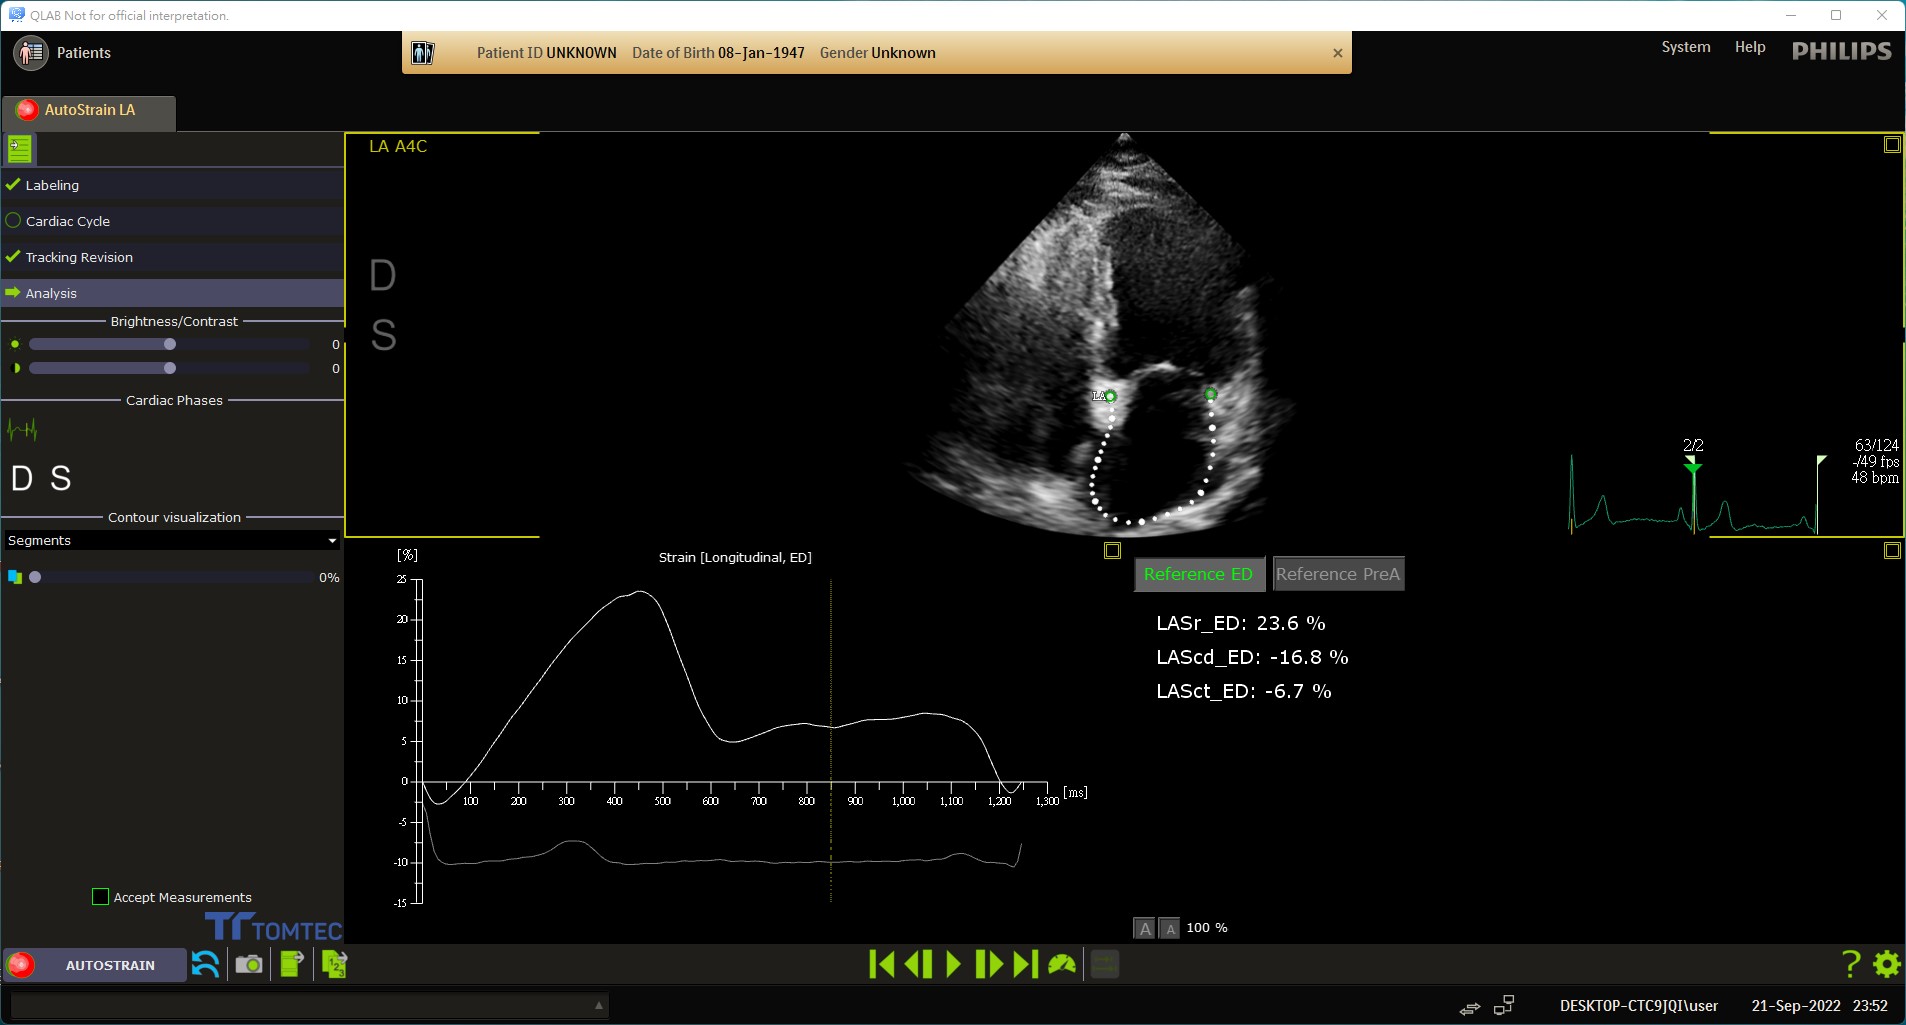 QLAB Not for official interpretation.
Patients
Patient ID UNKNOWN Date of Birth 08-Jan-1947 Gender Unknown
System Help PHILIPS
AutoStrain LA
Labeling
Cardiac Cycle
Tracking Revision
Analysis
Brightness/Contrast
0
0
Cardiac Phases
D S
Contour visualization
Segments
0%
Accept Measurements
TOMTEC
LA A4C
D
S
LA
2/2
63/124
-/49 fps
48 bpm
[%]
Strain [Longitudinal, ED]
25
20
15
10
5
0
-5
-10
-15
100 200 300 400 500 600 700 800 900 1,000 1,100 1,200 1,300 [ms]
Reference ED Reference PreA
LASr_ED: 23.6 %
LAScd_ED: -16.8 %
LASct_ED: -6.7 %
A A 100 %
AUTOSTRAIN
123
?
DESKTOP-CTC9JQI\user 21-Sep-2022 23:52